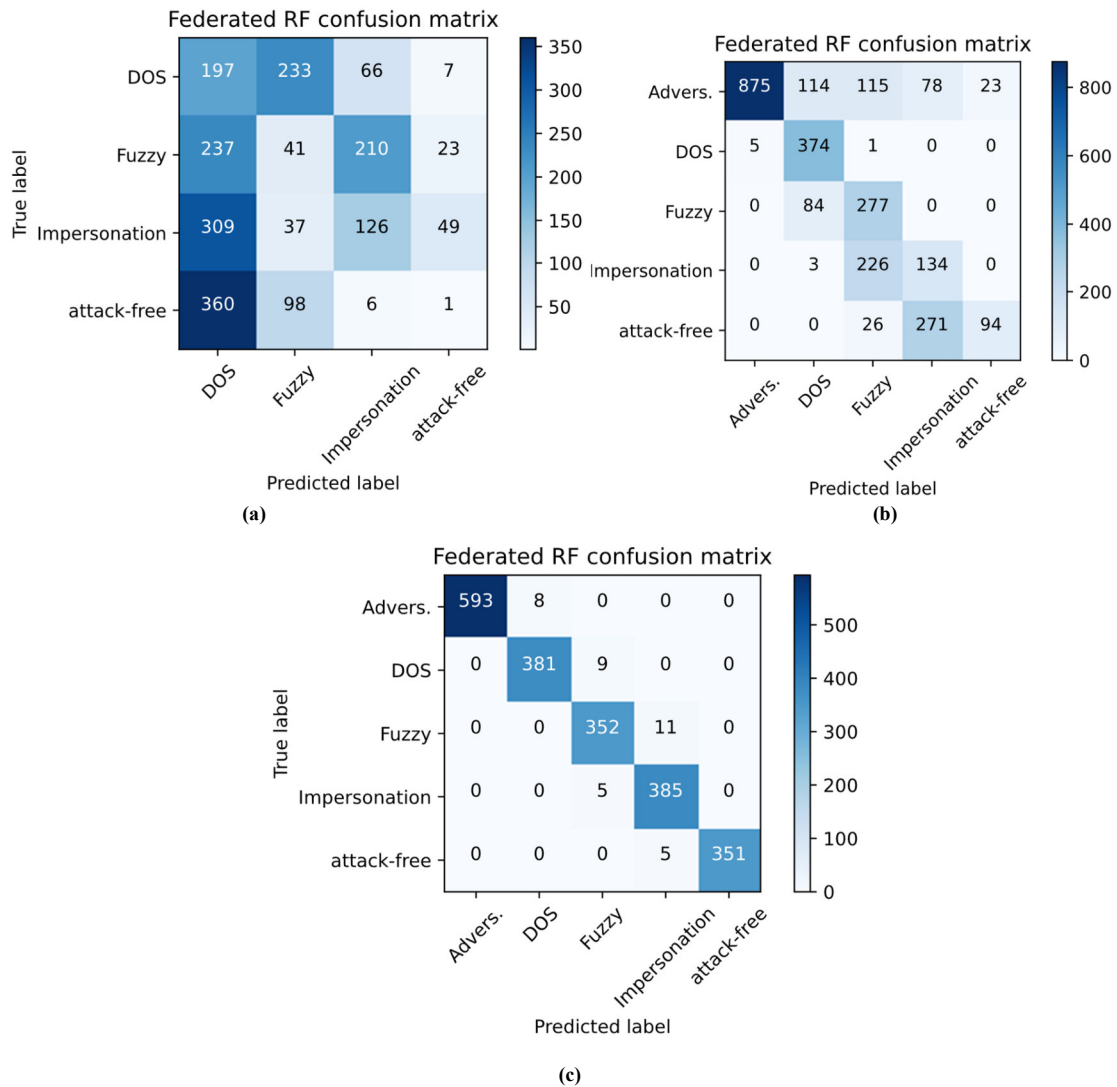 Federated RF confusion matrix
DOS 197 233 66 7
Fuzzy 237 41 210 23
Impersonation 309 37 126 49
attack-free 360 98 6 1
True label
DOS Fuzzy Impersonation attack-free
Predicted label
350
300
250
200
150
100
50
(a)
Federated RF confusion matrix
Advers. 875 114 115 78 23
DOS 5 374 1 0 0
Fuzzy 0 84 277 0 0
Impersonation 0 3 226 134 0
attack-free 0 0 26 271 94
Advers. DOS Fuzzy Impersonation attack-free
Predicted label
800
600
400
200
0
(b)
Federated RF confusion matrix
Advers. 593 8 0 0 0
DOS 0 381 9 0 0
Fuzzy 0 0 352 11 0
Impersonation 0 0 5 385 0
attack-free 0 0 0 5 351
True label
Advers. DOS Fuzzy Impersonation attack-free
Predicted label
500
400
300
200
100
0
(c)